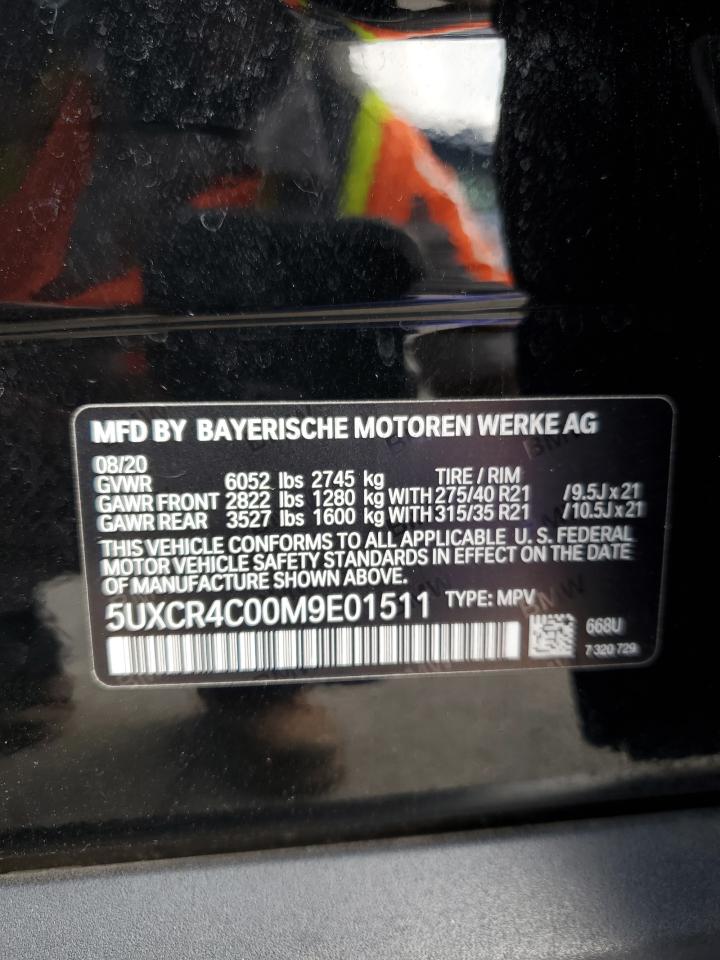 MFD BY BAYERISCHE MOTOREN WERKE AG
08/20
GVWR 6052 lbs 2745 kg TIRE / RIM
GAWR FRONT 2822 lbs 1280 kg WITH 275/40 R21 / 9.5J x 21
GAWR REAR 3527 lbs 1600 kg WITH 315/35 R21 / 10.5J x 21
THIS VEHICLE CONFORMS TO ALL APPLICABLE U. S. FEDERAL
MOTOR VEHICLE SAFETY STANDARDS IN EFFECT ON THE DATE
OF MANUFACTURE SHOWN ABOVE.
5UXCR4C00M9E01511 TYPE: MPV
668U
7 320 729